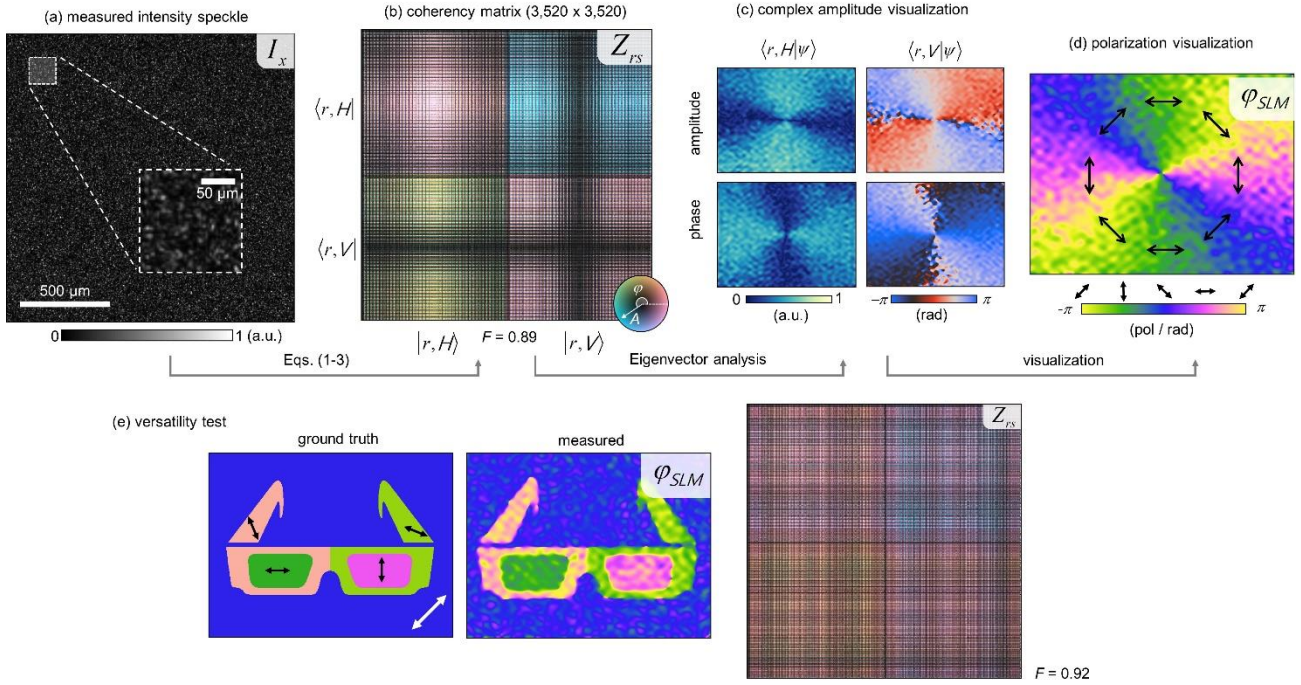 (a) measured intensity speckle
I_x
50 μm
500 μm
0 1 (a.u.)
(b) coherency matrix (3,520 x 3,520)
Z_rs
⟨r, H|
⟨r, V|
φ
A
|r, H⟩ F = 0.89 |r, V⟩
(c) complex amplitude visualization
⟨r, H|ψ⟩ ⟨r, V|ψ⟩
amplitude
phase
0 1 −π π
(a.u.) (rad)
(d) polarization visualization
φ_SLM
-π π
(pol / rad)
Eqs. (1-3) Eigenvector analysis visualization
(e) versatility test
ground truth measured
φ_SLM
Z_rs
F = 0.92